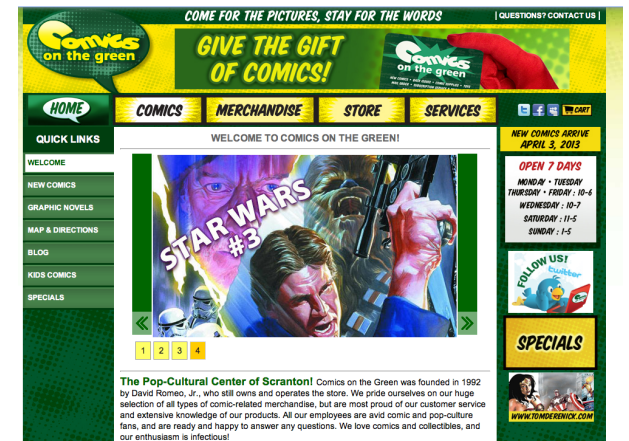 COME FOR THE PICTURES, STAY FOR THE WORDS
| QUESTIONS? CONTACT US |
Comics
on the green
GIVE THE GIFT
OF COMICS!
Comics
on the green
HOME
COMICS
MERCHANDISE
STORE
SERVICES
CART
QUICK LINKS
WELCOME
NEW COMICS
GRAPHIC NOVELS
MAP & DIRECTIONS
BLOG
KIDS COMICS
SPECIALS
WELCOME TO COMICS ON THE GREEN!
STAR WARS
#3
1
2
3
4
The Pop-Cultural Center of Scranton! Comics on the Green was founded in 1992
by David Romeo, Jr., who still owns and operates the store. We pride ourselves on our huge
selection of all types of comic-related merchandise, but are most proud of our customer service
and extensive knowledge of our products. All our employees are avid comic and pop-culture
fans, and are ready and happy to answer any questions. We love comics and collectibles, and
our enthusiasm is infectious!
NEW COMICS ARRIVE
APRIL 3, 2013
OPEN 7 DAYS
MONDAY • TUESDAY
THURSDAY • FRIDAY : 10-6
WEDNESDAY : 10-7
SATURDAY : 11-5
SUNDAY : 1-5
FOLLOW US!
twitter
SPECIALS
WWW.TOMDERENICK.COM